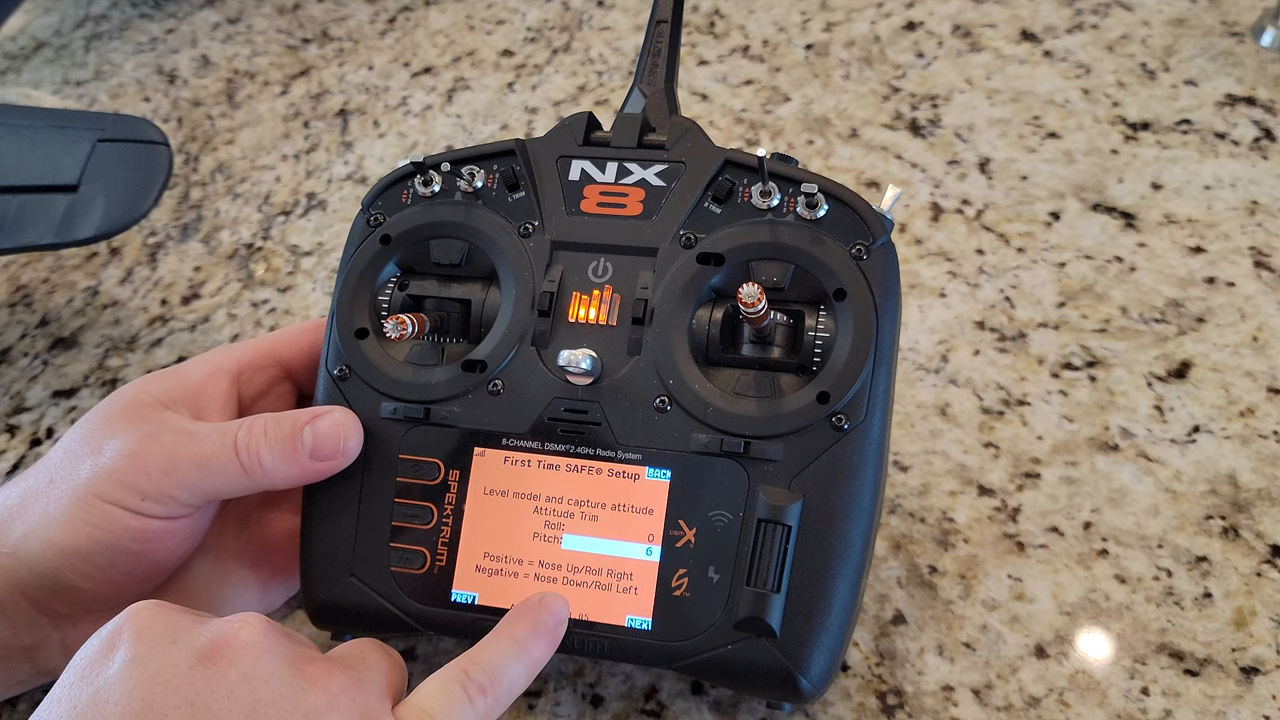 NX
8
L TRIM
R TRIM
8-CHANNEL DSMX® 2.4GHz Radio System
SPEKTRUM
First Time SAFE® Setup
BACK
Level model and capture attitude
Attitude Trim
Roll: 0
Pitch: 6
Positive = Nose Up/Roll Right
Negative = Nose Down/Roll Left
PREV
NEXT